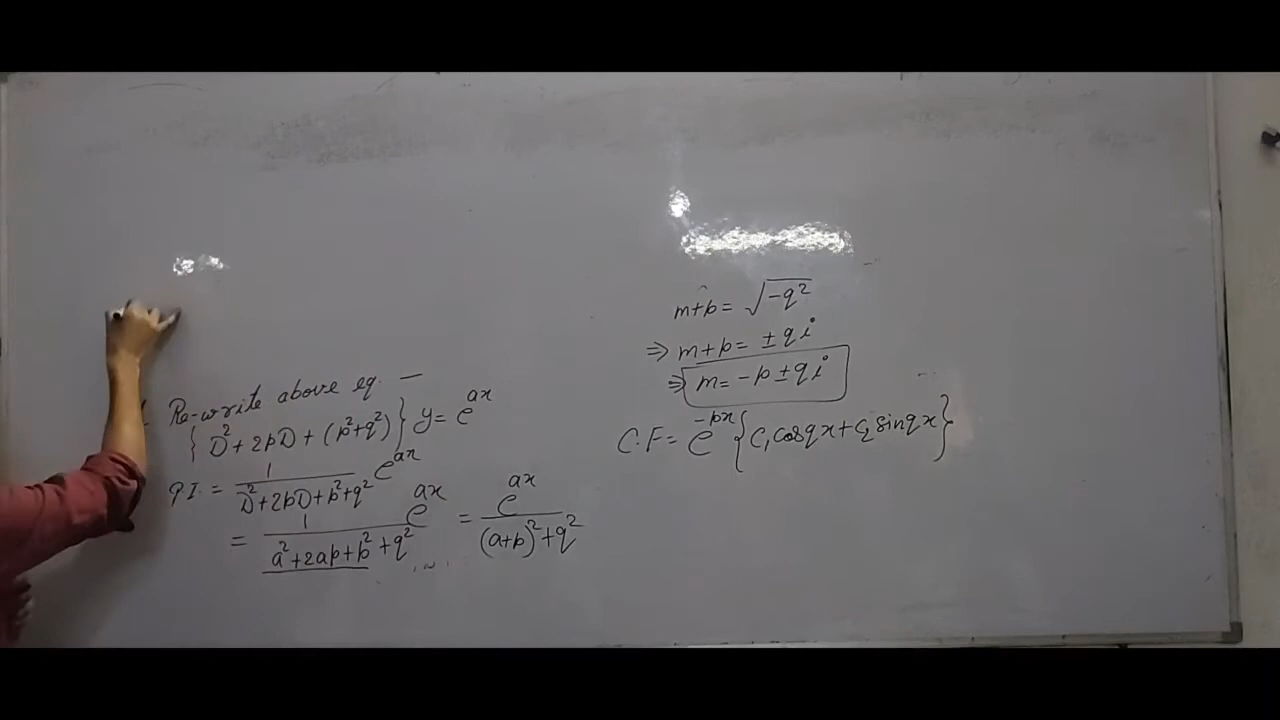 Re-write above eq. —
{D²+2pD+(p²+q²)}y=e^{ax}
P.I. = 1/(D²+2pD+p²+q²) e^{ax}
= 1/(a²+2ap+p²+q²) e^{ax} = e^{ax}/((a+p)²+q²)
m+p= √-q²
⇒ m+p= ±qi
⇒ m=-p±qi
C.F= e^{-px}{C₁cosqx+C₂sinqx}